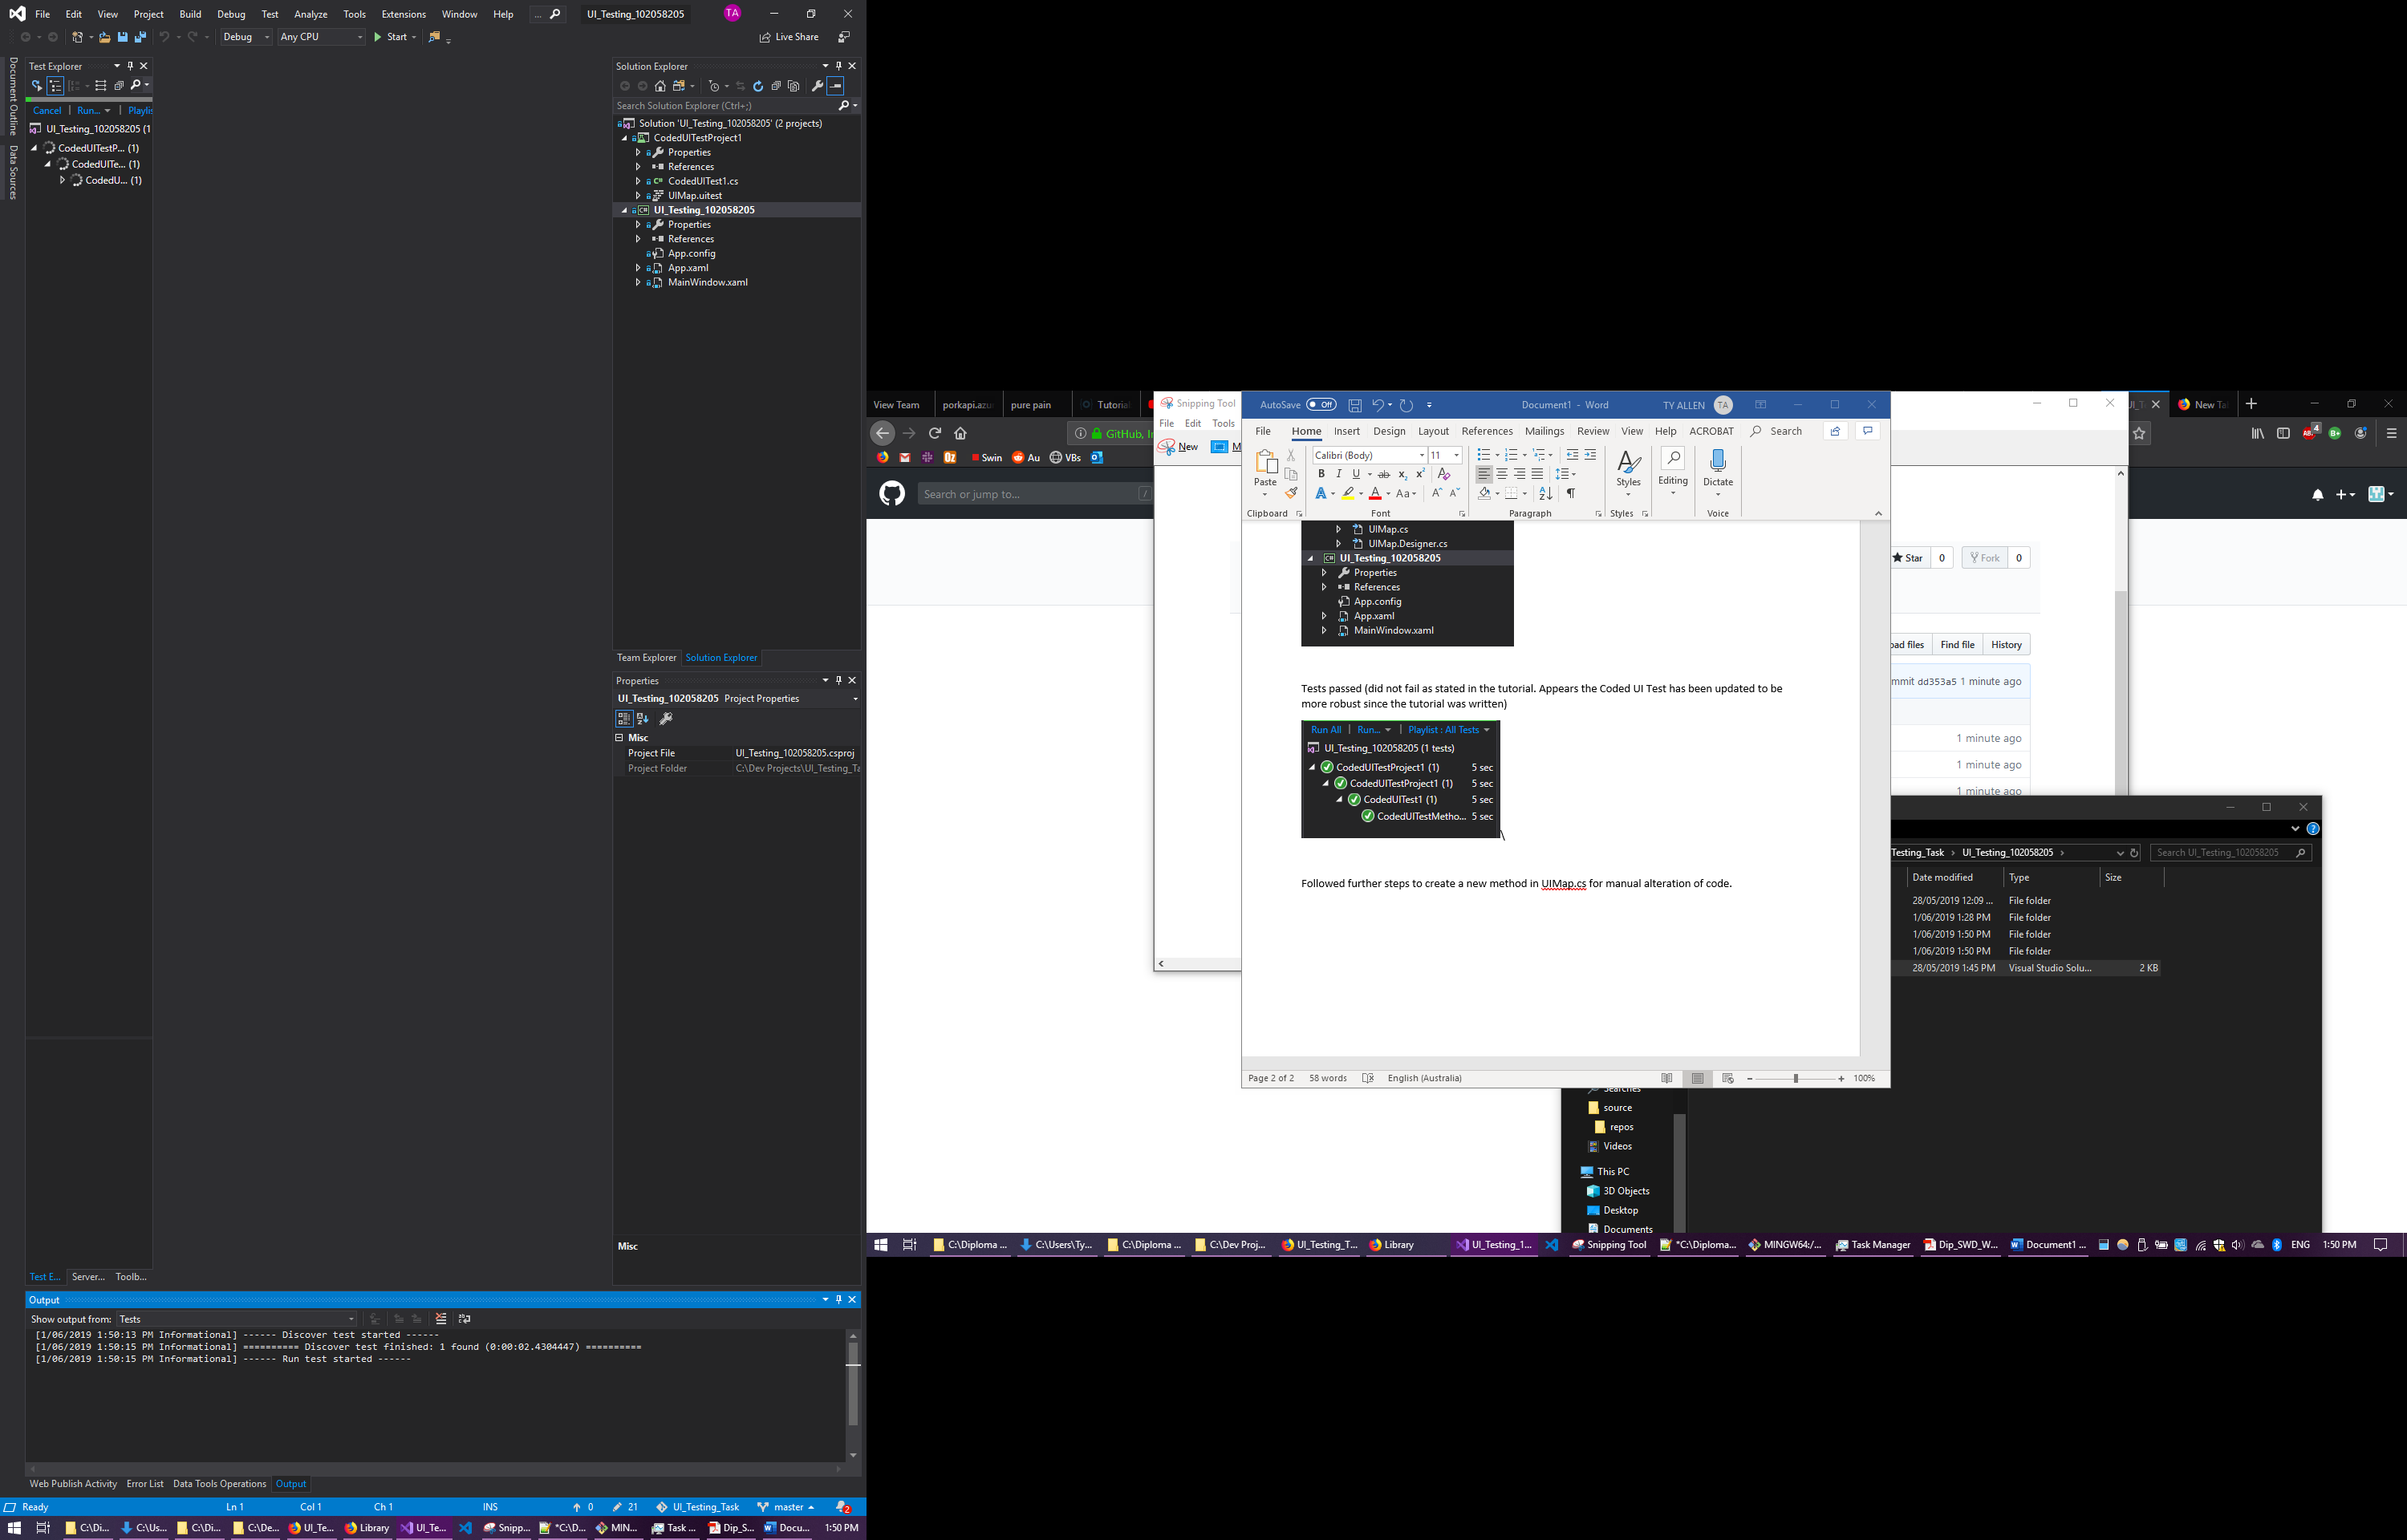 File Edit View Project Build Debug Test Analyze Tools Extensions Window Help ... UI_Testing_102058205 TA
Debug Any CPU Start Live Share
Document Outline
Data Sources
Test Explorer
Cancel | Run... | Playlis
UI_Testing_102058205 (1
CodedUITestP... (1)
CodedUITe... (1)
CodedU... (1)
Test E... Server... Toolb...
Solution Explorer
Search Solution Explorer (Ctrl+;)
Solution 'UI_Testing_102058205' (2 projects)
CodedUITestProject1
Properties
References
CodedUITest1.cs
UIMap.uitest
UI_Testing_102058205
Properties
References
App.config
App.xaml
MainWindow.xaml
Team Explorer Solution Explorer
Properties
UI_Testing_102058205 Project Properties
Misc
Project File UI_Testing_102058205.csproj
Project Folder C:\Dev Projects\UI_Testing_Ta
Misc
Output
Show output from: Tests
[1/06/2019 1:50:13 PM Informational] ------ Discover test started ------
[1/06/2019 1:50:15 PM Informational] ========== Discover test finished: 1 found (0:00:02.4304447) ==========
[1/06/2019 1:50:15 PM Informational] ------ Run test started ------
Web Publish Activity Error List Data Tools Operations Output
Ready Ln 1 Col 1 Ch 1 INS 0 21 UI_Testing_Task master 2
C:\Di... C:\Us... C:\Di... C:\De... UI_Te... Library UI_Te... Snipp... *C:\D... MIN... Task ... Dip_S... Docu... 1:50 PM
View Team porkapi.azu pure pain Tutorial
GitHub, In
Swin Au VBs
Search or jump to... /
Snipping Tool
File Edit Tools
New M
AutoSave Off Document1 - Word TY ALLEN TA
File Home Insert Design Layout References Mailings Review View Help ACROBAT Search
Paste Calibri (Body) 11 Styles Editing Dictate
Clipboard Font Paragraph Styles Voice
UIMap.cs
UIMap.Designer.cs
UI_Testing_102058205
Properties
References
App.config
App.xaml
MainWindow.xaml
Tests passed (did not fail as stated in the tutorial. Appears the Coded UI Test has been updated to be
more robust since the tutorial was written)
Run All | Run... | Playlist : All Tests
UI_Testing_102058205 (1 tests)
CodedUITestProject1 (1) 5 sec
CodedUITestProject1 (1) 5 sec
CodedUITest1 (1) 5 sec
CodedUITestMetho... 5 sec
\
Followed further steps to create a new method in UIMap.cs for manual alteration of code.
Page 2 of 2 58 words English (Australia) 100%
New Ta
4
Star 0 Fork 0
oad files Find file History
mmit dd353a5 1 minute ago
1 minute ago
1 minute ago
1 minute ago
Testing_Task > UI_Testing_102058205 > Search UI_Testing_102058205
Date modified Type Size
28/05/2019 12:09 ... File folder
1/06/2019 1:28 PM File folder
1/06/2019 1:50 PM File folder
1/06/2019 1:50 PM File folder
28/05/2019 1:45 PM Visual Studio Solu... 2 KB
Searches
source
repos
Videos
This PC
3D Objects
Desktop
Documents
C:\Diploma ... C:\Users\Ty... C:\Diploma ... C:\Dev Proj... UI_Testing_T... Library UI_Testing_1... Snipping Tool *C:\Diploma... MINGW64:/... Task Manager Dip_SWD_W... Document1 ... ENG 1:50 PM